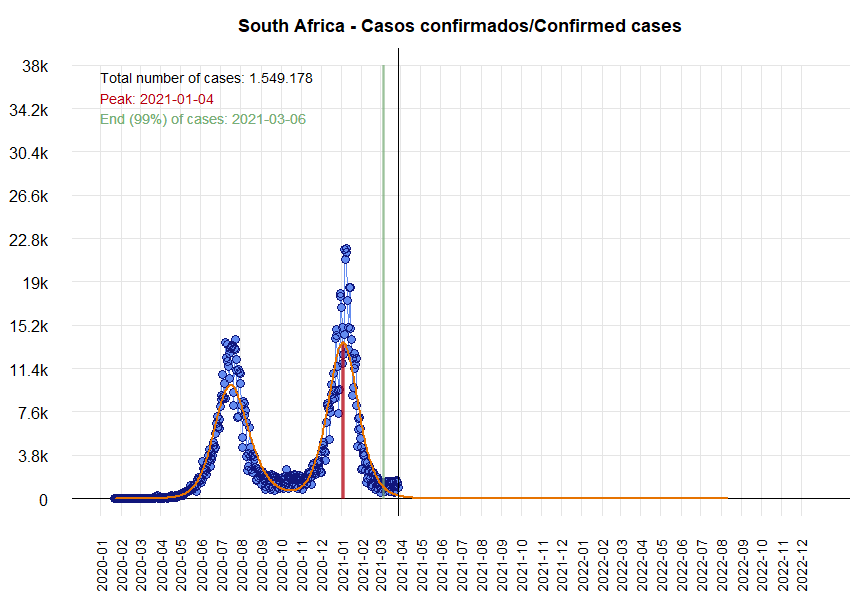 South Africa - Casos confirmados/Confirmed cases
38k
34.2k
30.4k
26.6k
22.8k
19k
15.2k
11.4k
7.6k
3.8k
0
Total number of cases: 1.549.178
Peak: 2021-01-04
End (99%) of cases: 2021-03-06
2020-01
2020-02
2020-03
2020-04
2020-05
2020-06
2020-07
2020-08
2020-09
2020-10
2020-11
2020-12
2021-01
2021-02
2021-03
2021-04
2021-05
2021-06
2021-07
2021-08
2021-09
2021-10
2021-11
2021-12
2022-01
2022-02
2022-03
2022-04
2022-05
2022-06
2022-07
2022-08
2022-09
2022-10
2022-11
2022-12